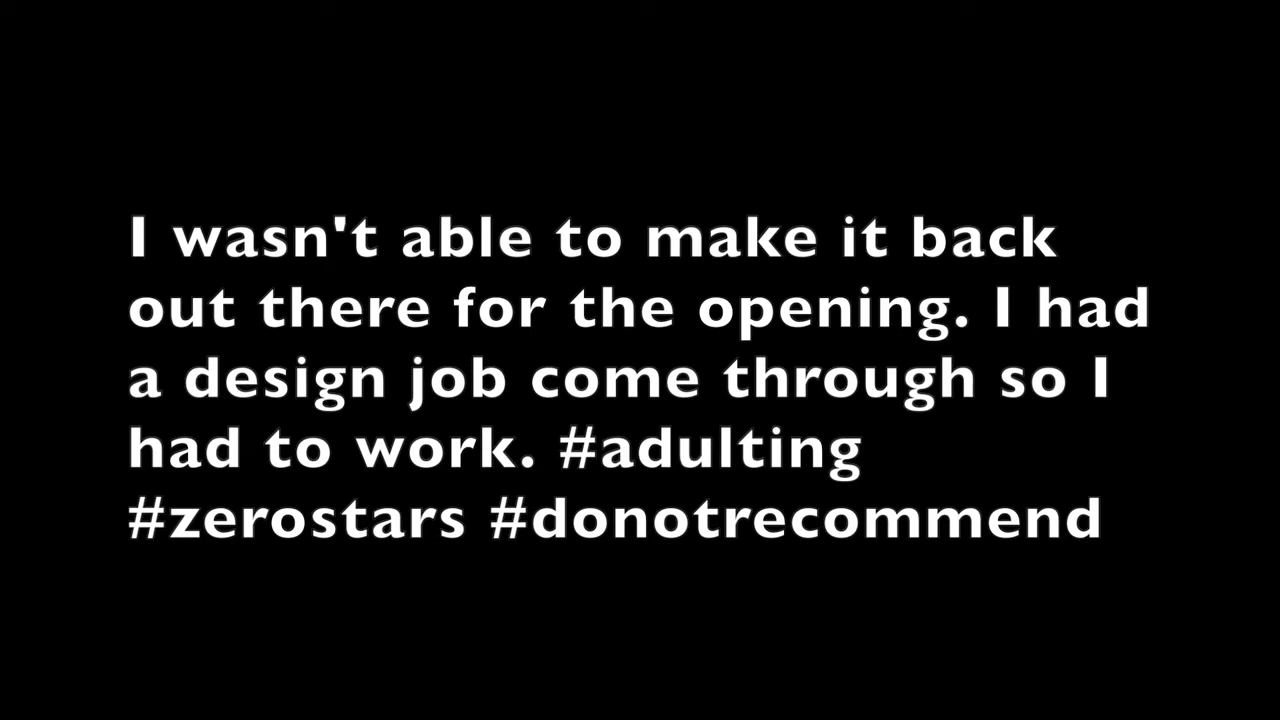 I wasn't able to make it back
out there for the opening. I had
a design job come through so I
had to work. #adulting
#zerostars #donotrecommend